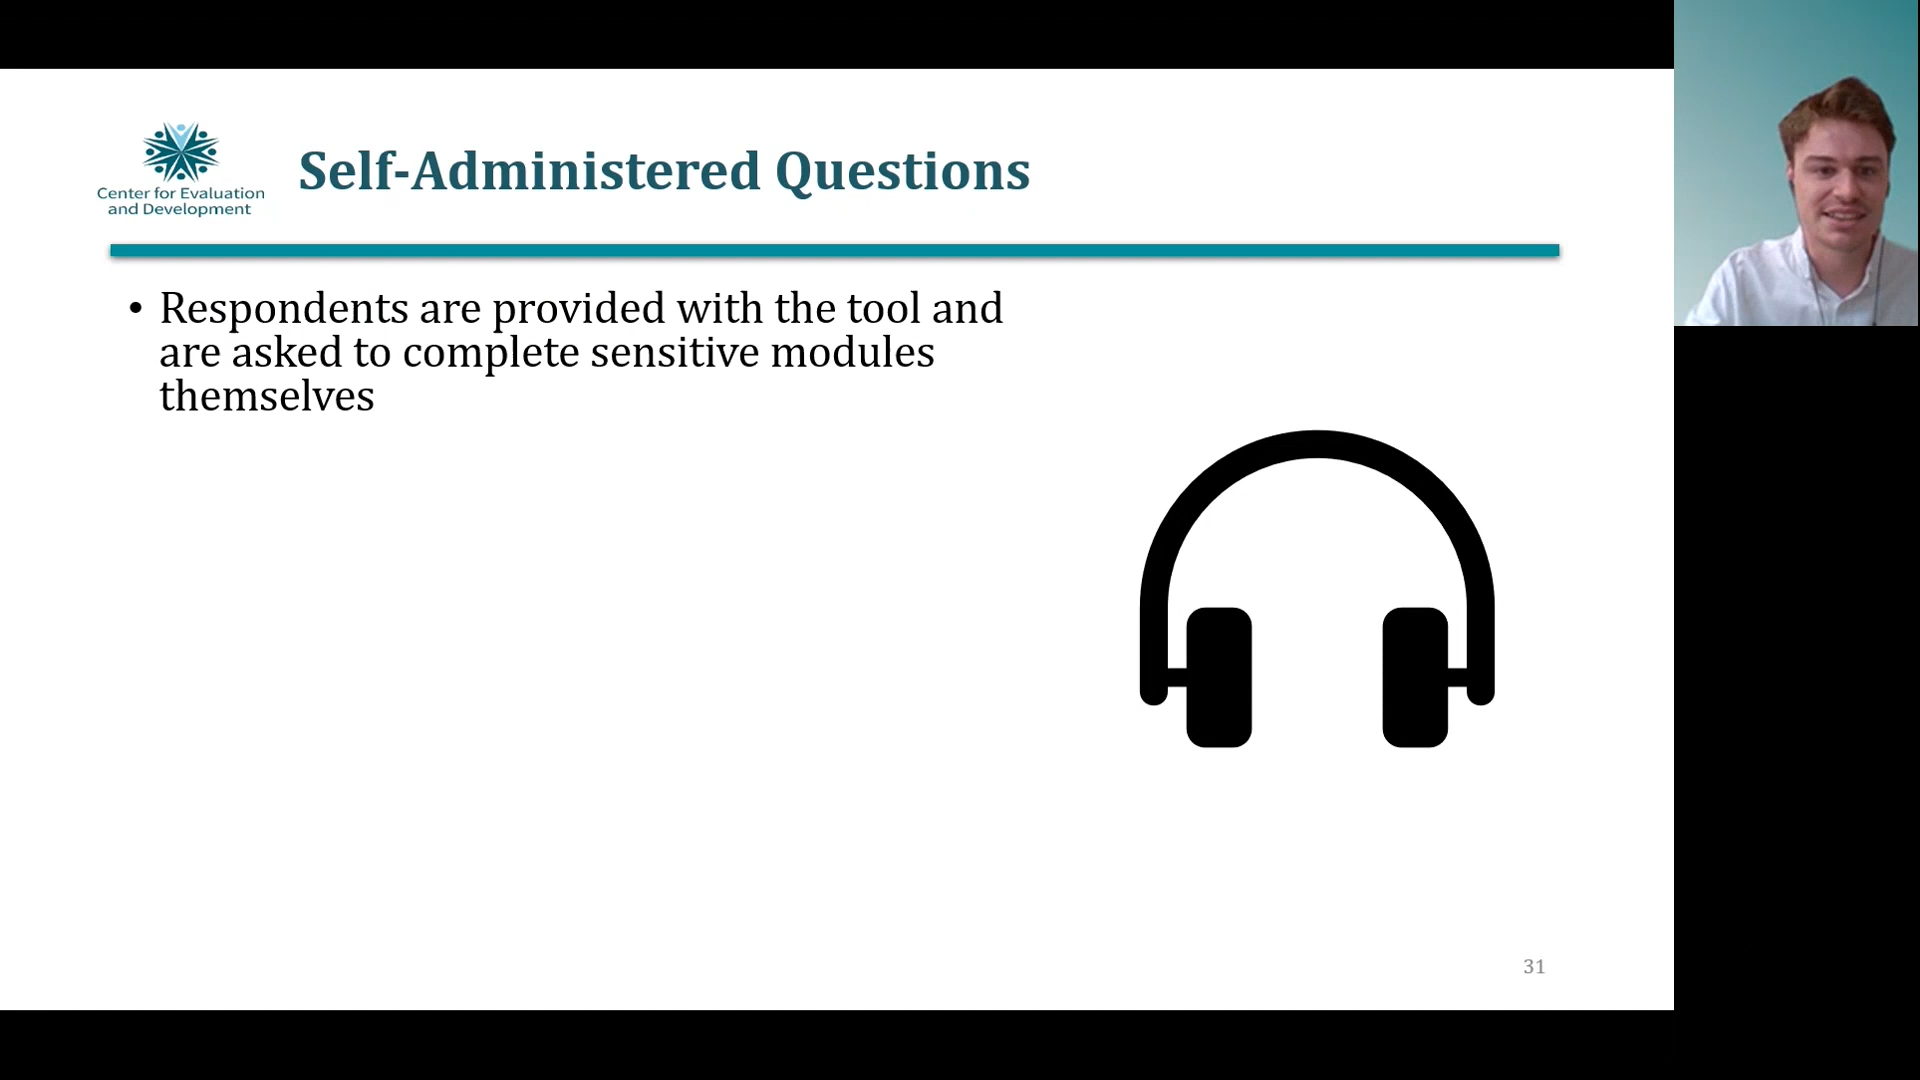 Center for Evaluation
and Development
Self-Administered Questions
• Respondents are provided with the tool and
are asked to complete sensitive modules
themselves
31